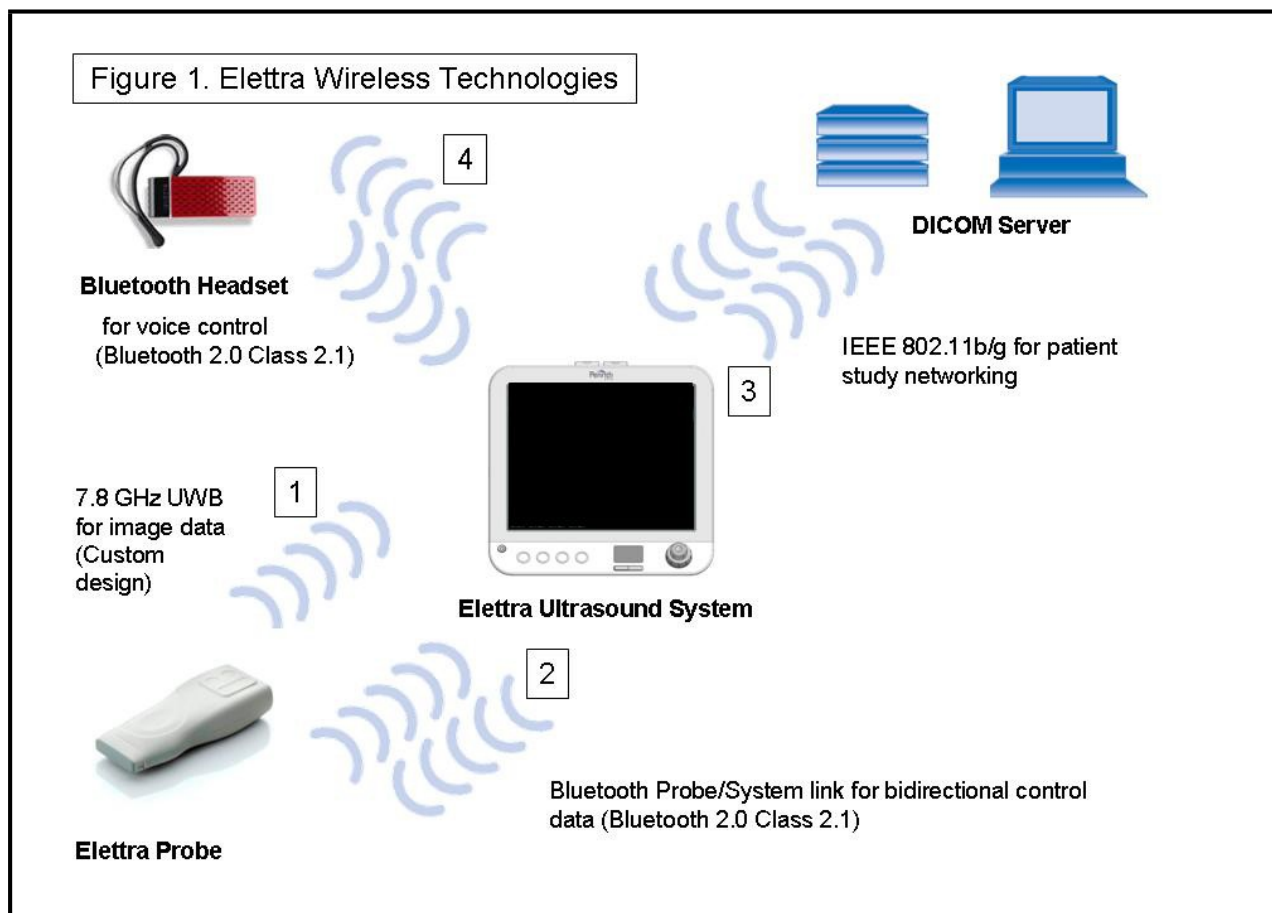 Figure 1. Elettra Wireless Technologies
4
Bluetooth Headset
for voice control
(Bluetooth 2.0 Class 2.1)
DICOM Server
IEEE 802.11b/g for patient
study networking
3
7.8 GHz UWB
for image data
(Custom
design)
1
Elettra Ultrasound System
2
Bluetooth Probe/System link for bidirectional control
data (Bluetooth 2.0 Class 2.1)
Elettra Probe